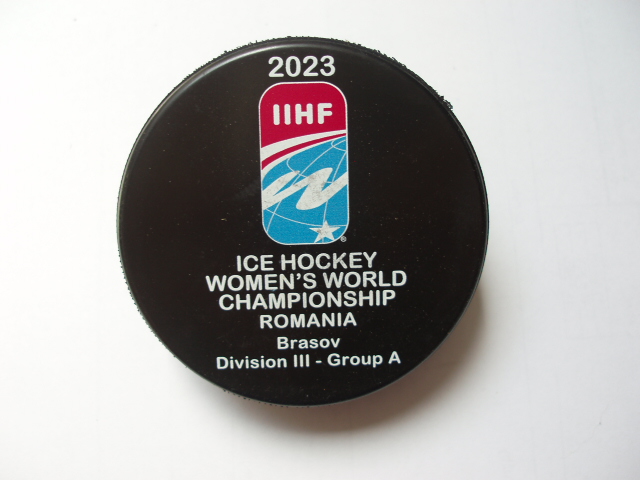 2023
IIHF
®
ICE HOCKEY
WOMEN'S WORLD
CHAMPIONSHIP
ROMANIA
Brasov
Division III - Group A